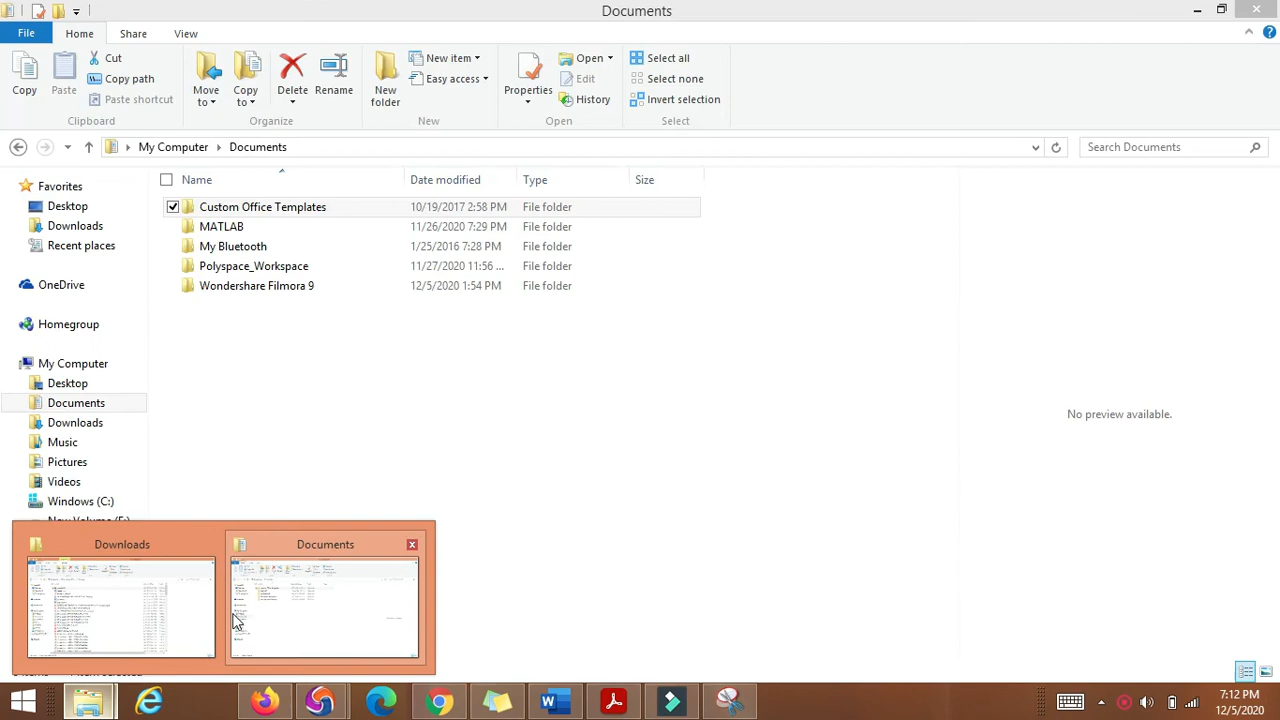 Documents
File Home Share View
Copy
Paste
Cut
Copy path
Paste shortcut
Clipboard
Move to
Copy to
Delete
Rename
Organize
New folder
New item
Easy access
New
Properties
Open
Edit
History
Open
Select all
Select none
Invert selection
Select
My Computer Documents
Search Documents
Name Date modified Type Size
Custom Office Templates 10/19/2017 2:58 PM File folder
MATLAB 11/26/2020 7:29 PM File folder
My Bluetooth 1/25/2016 7:28 PM File folder
Polyspace_Workspace 11/27/2020 11:56 ... File folder
Wondershare Filmora 9 12/5/2020 1:54 PM File folder
Favorites
Desktop
Downloads
Recent places
OneDrive
Homegroup
My Computer
Desktop
Documents
Downloads
Music
Pictures
Videos
Windows (C:)
No preview available.
Downloads
Documents
7:12 PM
12/5/2020